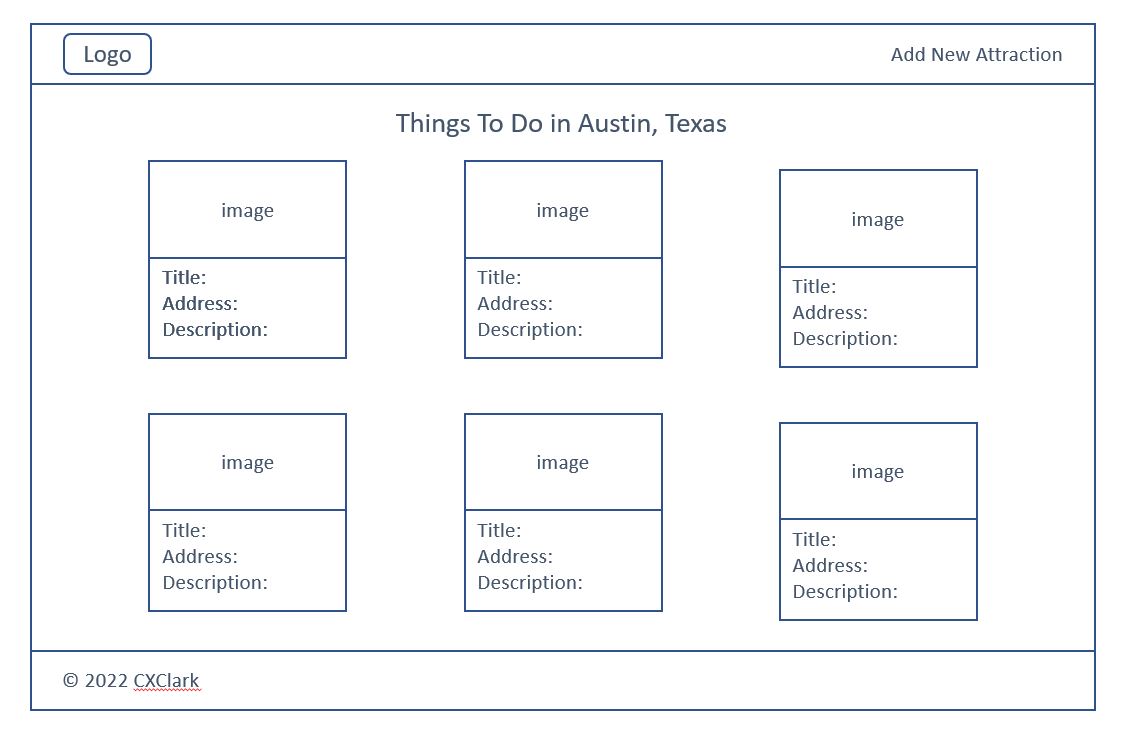 Logo
Add New Attraction
Things To Do in Austin, Texas
image
Title:
Address:
Description:
image
Title:
Address:
Description:
image
Title:
Address:
Description:
image
Title:
Address:
Description:
image
Title:
Address:
Description:
image
Title:
Address:
Description:
© 2022 CXClark